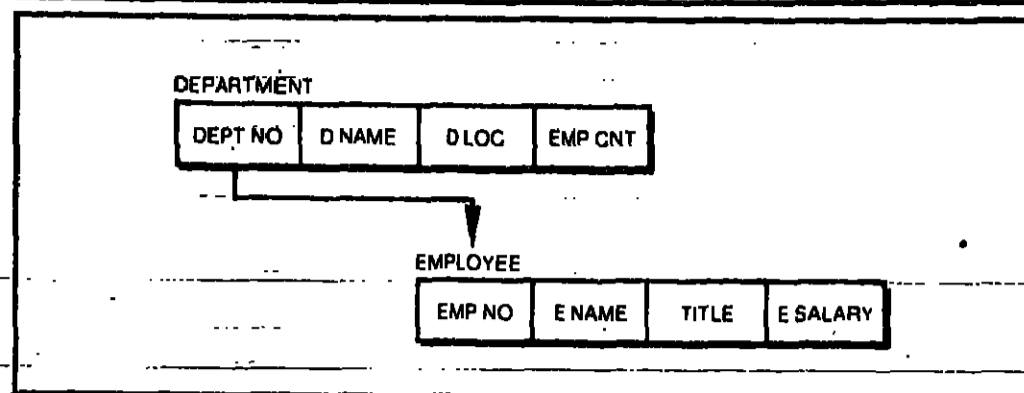 DEPARTMENT
DEPT NO D NAME D LOC EMP CNT
EMPLOYEE
EMP NO E NAME TITLE E SALARY